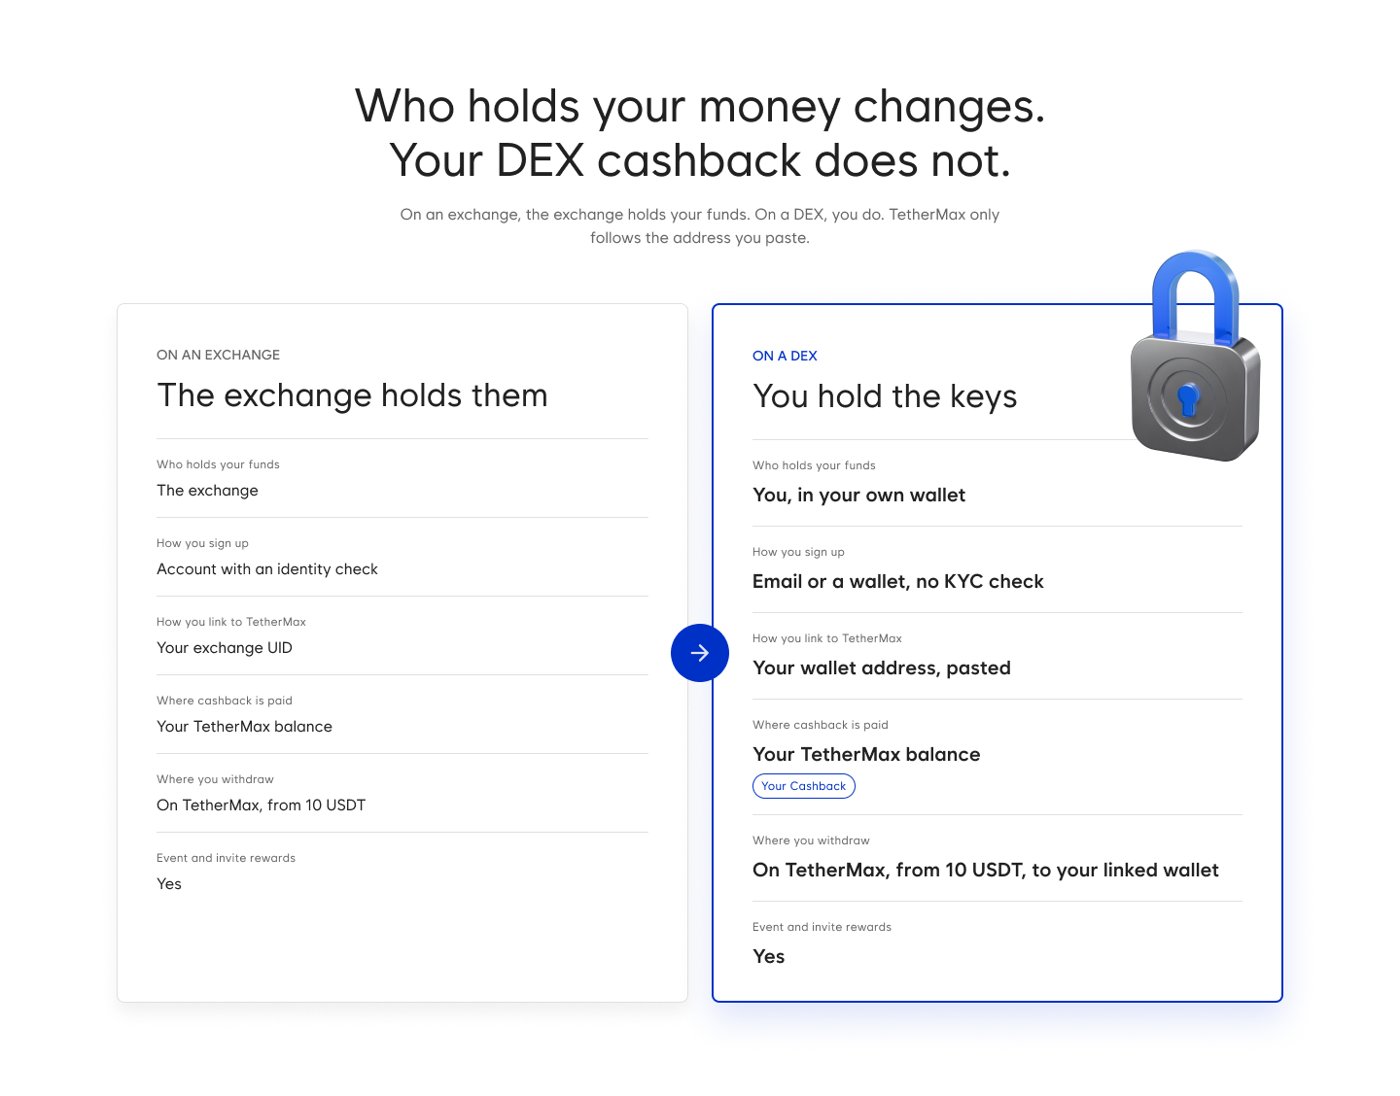 Who holds your money changes.
Your DEX cashback does not.
On an exchange, the exchange holds your funds. On a DEX, you do. TetherMax only
follows the address you paste.
ON AN EXCHANGE
The exchange holds them
Who holds your funds
The exchange
How you sign up
Account with an identity check
How you link to TetherMax
Your exchange UID
Where cashback is paid
Your TetherMax balance
Where you withdraw
On TetherMax, from 10 USDT
Event and invite rewards
Yes
ON A DEX
You hold the keys
Who holds your funds
You, in your own wallet
How you sign up
Email or a wallet, no KYC check
How you link to TetherMax
Your wallet address, pasted
Where cashback is paid
Your TetherMax balance
Your Cashback
Where you withdraw
On TetherMax, from 10 USDT, to your linked wallet
Event and invite rewards
Yes